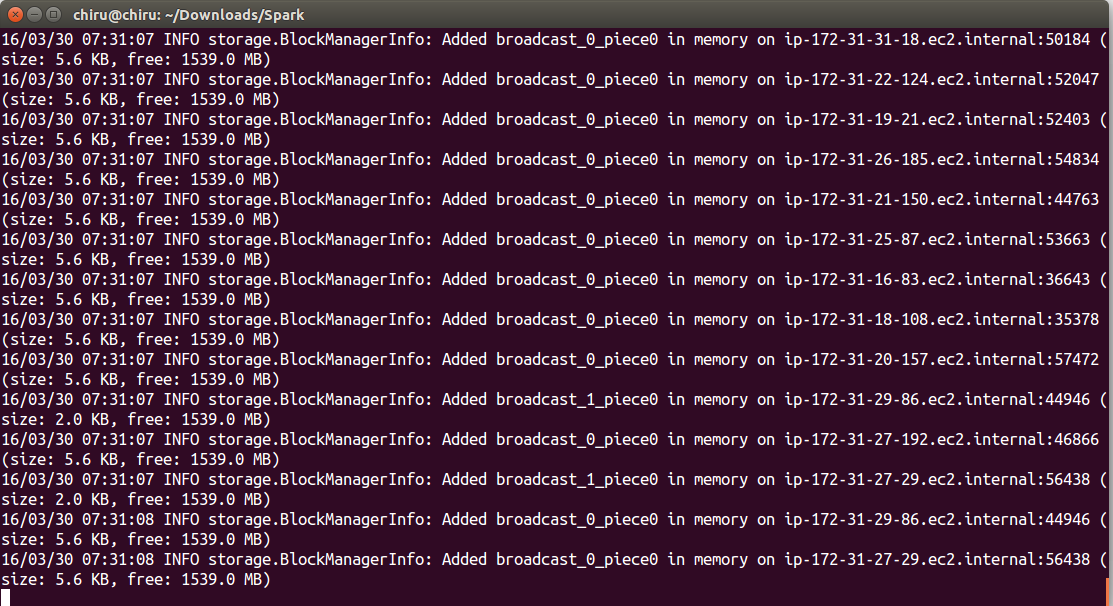 chiru@chiru: ~/Downloads/Spark
16/03/30 07:31:07 INFO storage.BlockManagerInfo: Added broadcast_0_piece0 in memory on ip-172-31-31-18.ec2.internal:50184 (
size: 5.6 KB, free: 1539.0 MB)
16/03/30 07:31:07 INFO storage.BlockManagerInfo: Added broadcast_0_piece0 in memory on ip-172-31-22-124.ec2.internal:52047
(size: 5.6 KB, free: 1539.0 MB)
16/03/30 07:31:07 INFO storage.BlockManagerInfo: Added broadcast_0_piece0 in memory on ip-172-31-19-21.ec2.internal:52403 (
size: 5.6 KB, free: 1539.0 MB)
16/03/30 07:31:07 INFO storage.BlockManagerInfo: Added broadcast_0_piece0 in memory on ip-172-31-26-185.ec2.internal:54834
(size: 5.6 KB, free: 1539.0 MB)
16/03/30 07:31:07 INFO storage.BlockManagerInfo: Added broadcast_0_piece0 in memory on ip-172-31-21-150.ec2.internal:44763
(size: 5.6 KB, free: 1539.0 MB)
16/03/30 07:31:07 INFO storage.BlockManagerInfo: Added broadcast_0_piece0 in memory on ip-172-31-25-87.ec2.internal:53663 (
size: 5.6 KB, free: 1539.0 MB)
16/03/30 07:31:07 INFO storage.BlockManagerInfo: Added broadcast_0_piece0 in memory on ip-172-31-16-83.ec2.internal:36643 (
size: 5.6 KB, free: 1539.0 MB)
16/03/30 07:31:07 INFO storage.BlockManagerInfo: Added broadcast_0_piece0 in memory on ip-172-31-18-108.ec2.internal:35378
(size: 5.6 KB, free: 1539.0 MB)
16/03/30 07:31:07 INFO storage.BlockManagerInfo: Added broadcast_0_piece0 in memory on ip-172-31-20-157.ec2.internal:57472
(size: 5.6 KB, free: 1539.0 MB)
16/03/30 07:31:07 INFO storage.BlockManagerInfo: Added broadcast_1_piece0 in memory on ip-172-31-29-86.ec2.internal:44946 (
size: 2.0 KB, free: 1539.0 MB)
16/03/30 07:31:07 INFO storage.BlockManagerInfo: Added broadcast_0_piece0 in memory on ip-172-31-27-192.ec2.internal:46866
(size: 5.6 KB, free: 1539.0 MB)
16/03/30 07:31:07 INFO storage.BlockManagerInfo: Added broadcast_1_piece0 in memory on ip-172-31-27-29.ec2.internal:56438 (
size: 2.0 KB, free: 1539.0 MB)
16/03/30 07:31:08 INFO storage.BlockManagerInfo: Added broadcast_0_piece0 in memory on ip-172-31-29-86.ec2.internal:44946 (
size: 5.6 KB, free: 1539.0 MB)
16/03/30 07:31:08 INFO storage.BlockManagerInfo: Added broadcast_0_piece0 in memory on ip-172-31-27-29.ec2.internal:56438 (
size: 5.6 KB, free: 1539.0 MB)